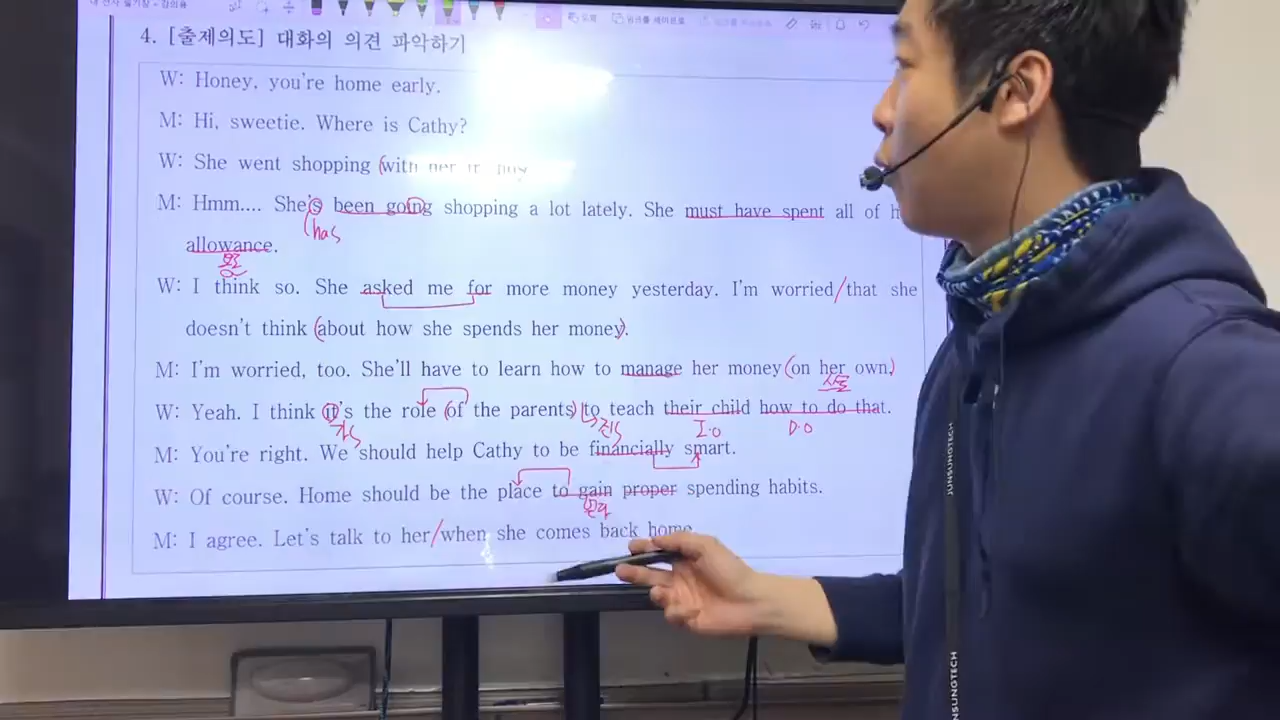 4. [출제의도] 대화의 의견 파악하기
W: Honey, you're home early.
M: Hi, sweetie. Where is Cathy?
W: She went shopping (with her
M: Hmm.... She's been going shopping a lot lately. She must have spent all of
has
allowance.
용돈
W: I think so. She asked me for more money yesterday. I'm worried/that she
doesn't think (about how she spends her money).
M: I'm worried, too. She'll have to learn how to manage her money (on her own.)
스스로
W: Yeah. I think it's the role (of the parents) to teach their child how to do that.
가S 진S I·O D·O
M: You're right. We should help Cathy to be financially smart.
W: Of course. Home should be the place to gain proper spending habits.
M: I agree. Let's talk to her/when she comes back home.
JUNSUNGTECH
JUNSUNGTECH